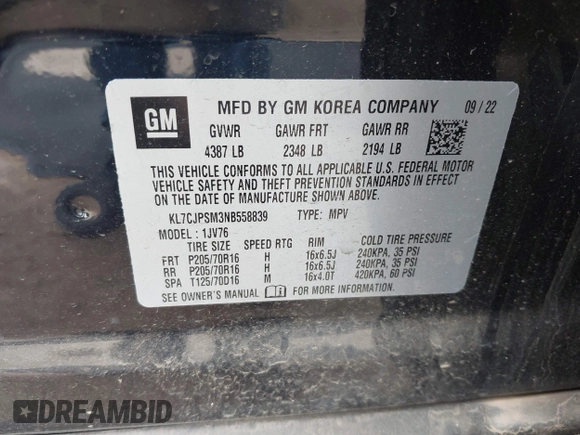 GM
MFD BY GM KOREA COMPANY 09/22
GVWR GAWR FRT GAWR RR
4387 LB 2348 LB 2194 LB
THIS VEHICLE CONFORMS TO ALL APPLICABLE U.S. FEDERAL MOTOR
VEHICLE SAFETY AND THEFT PREVENTION STANDARDS IN EFFECT
ON THE DATE OF MANUFACTURE SHOWN ABOVE.
KL7CJPSM3NB558839 TYPE: MPV
MODEL: 1JV76
TIRE SIZE SPEED RTG RIM COLD TIRE PRESSURE
FRT P205/70R16 H 16x6.5J 240KPA, 35 PSI
RR P205/70R16 H 16x6.5J 240KPA, 35 PSI
SPA T125/70D16 M 16x4.0T 420KPA, 60 PSI
SEE OWNER'S MANUAL FOR MORE INFORMATION.
DREAMBID